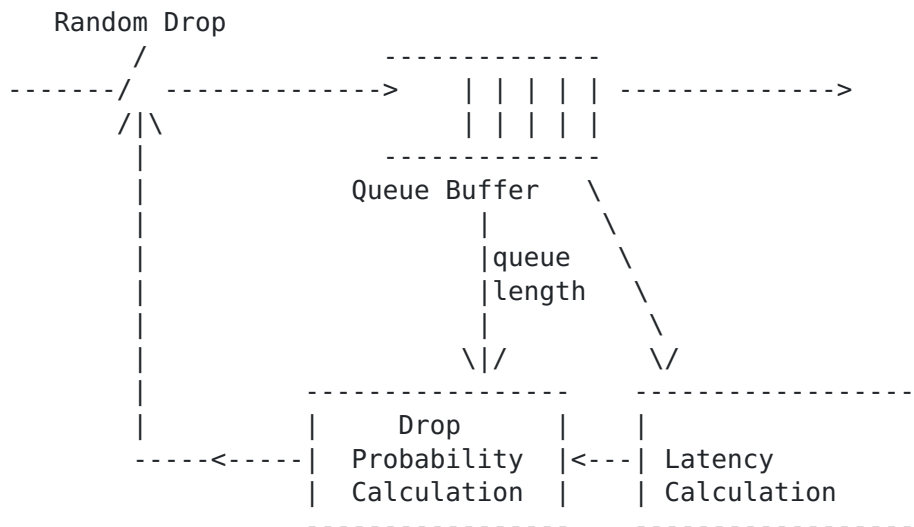 Random Drop
Queue Buffer
queue
length
Drop
Probability Latency
Calculation Calculation